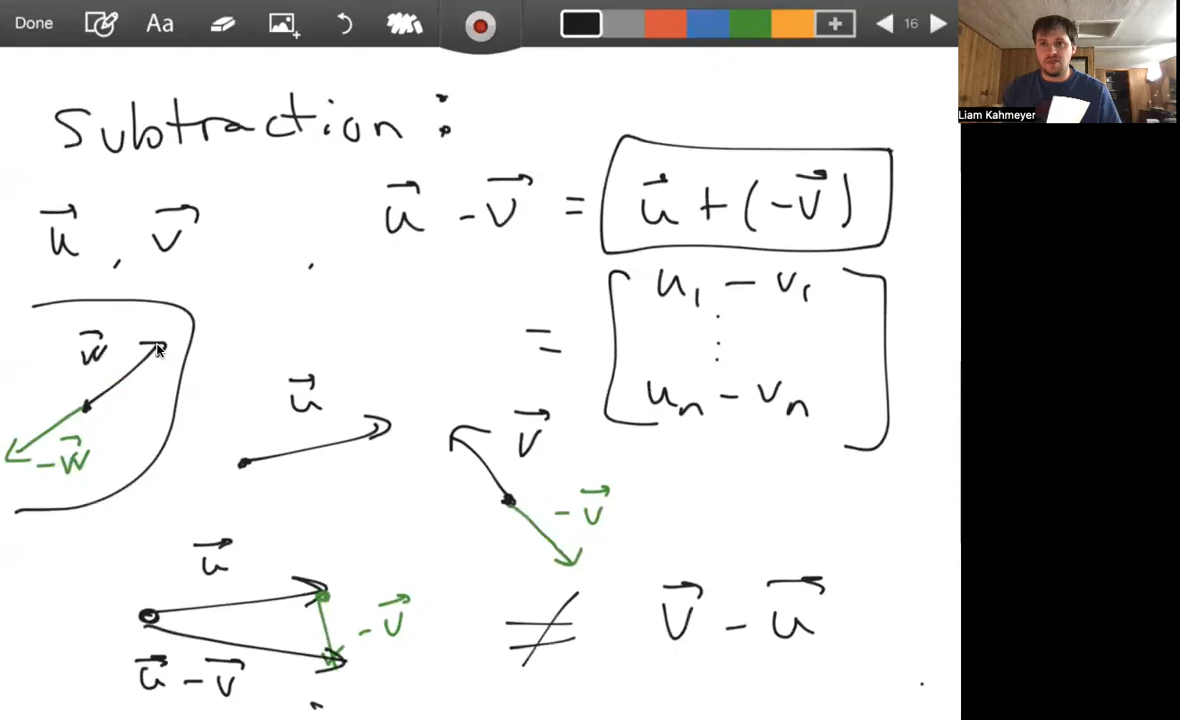 Done Aa 16
Liam Kahmeyer
Subtraction:
u⃗ , v⃗
u⃗ - v⃗ = u⃗ + (-v⃗)
= [ u₁ - v₁
⋮
uₙ - vₙ ]
w⃗
-w⃗
u⃗
v⃗
-v⃗
u⃗
-v⃗
u⃗ - v⃗
≠ v⃗ - u⃗